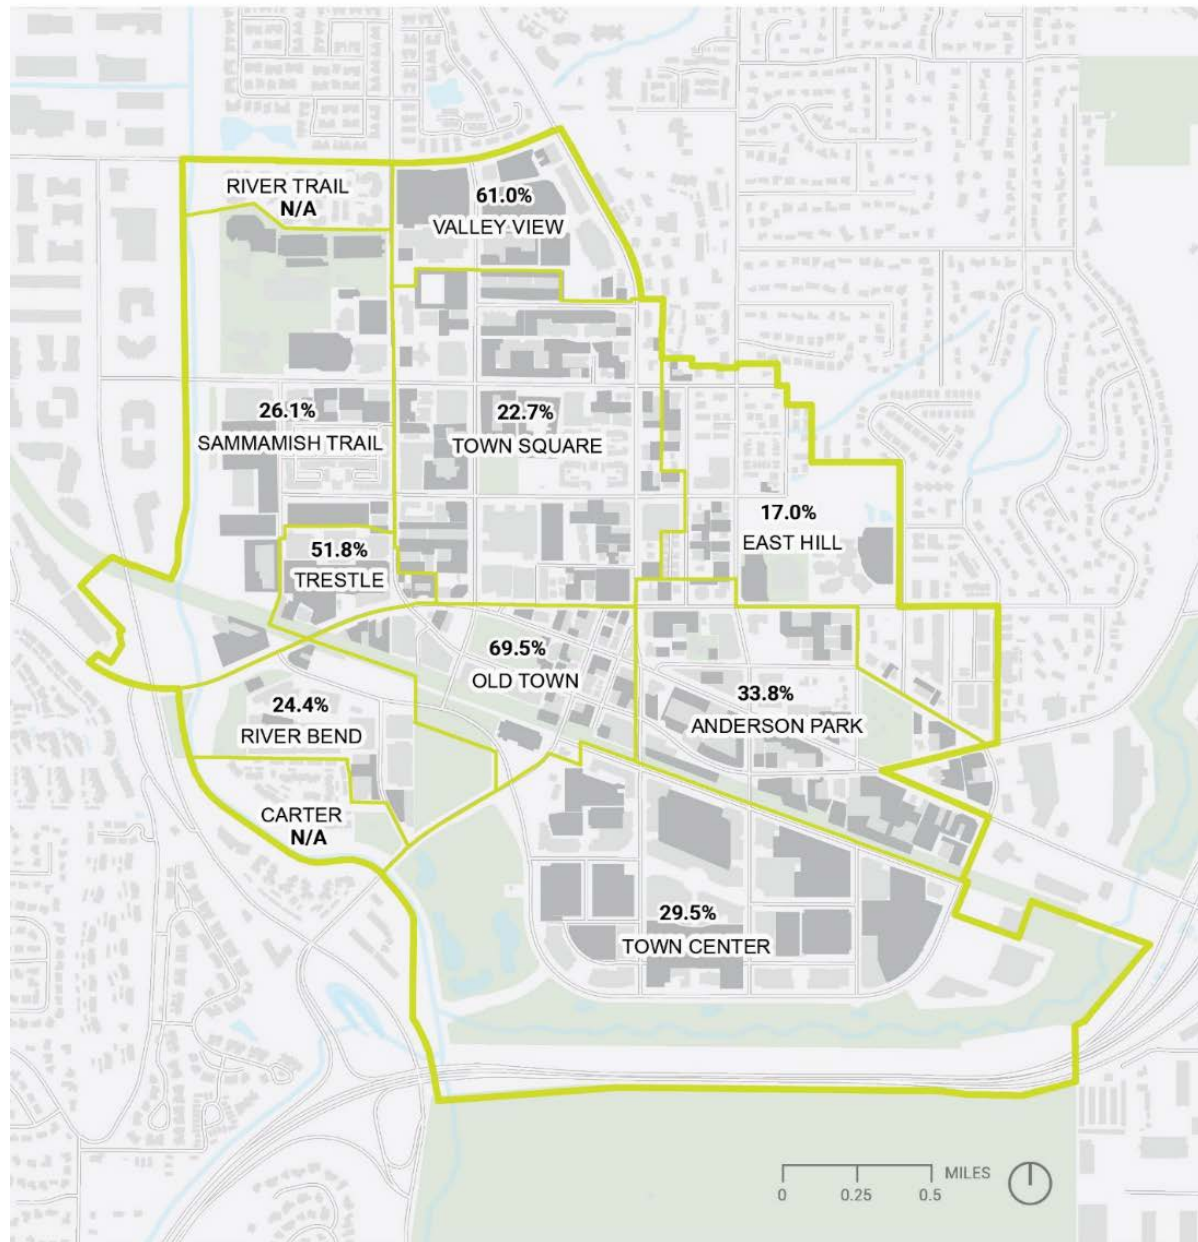 RIVER TRAIL
N/A
61.0%
VALLEY VIEW
26.1%
SAMMAMISH TRAIL
22.7%
TOWN SQUARE
17.0%
EAST HILL
51.8%
TRESTLE
69.5%
OLD TOWN
33.8%
ANDERSON PARK
24.4%
RIVER BEND
CARTER
N/A
29.5%
TOWN CENTER
MILES
0 0.25 0.5